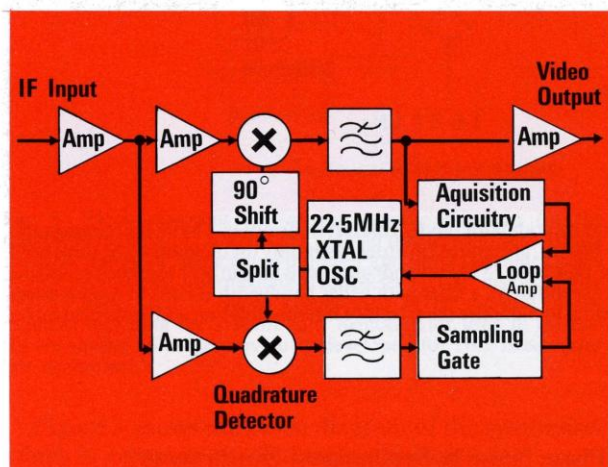 IF Input
Video
Output
Amp
Amp
Amp
90°
Shift
22·5MHz
XTAL
OSC
Aquisition
Circuitry
Split
Loop
Amp
Amp
Sampling
Gate
Quadrature
Detector